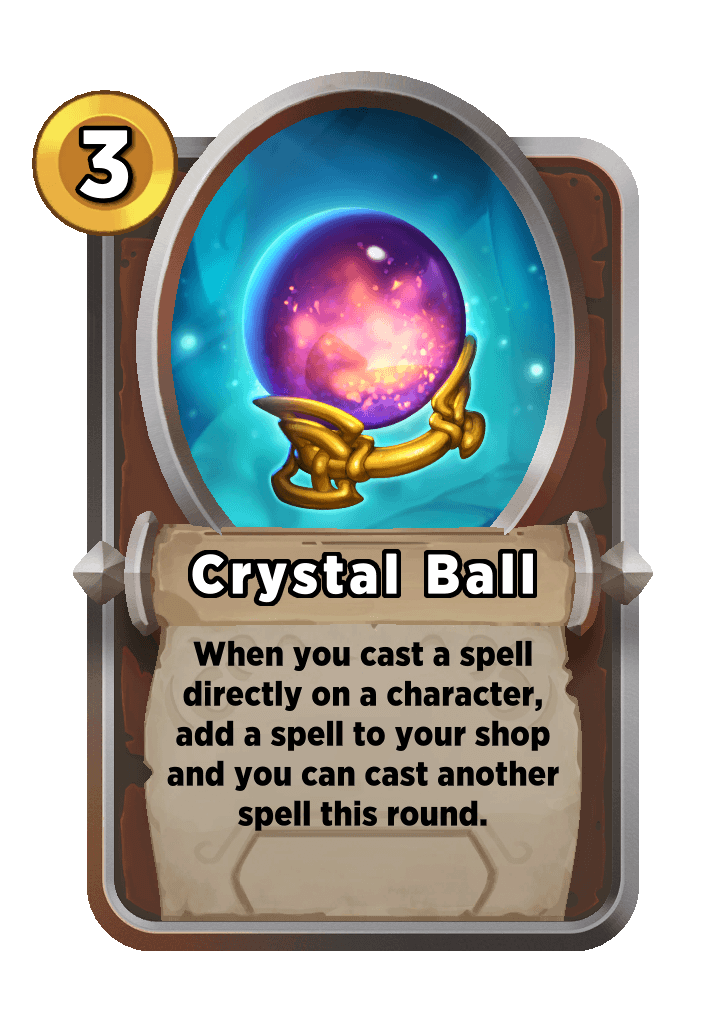 3
Crystal Ball
When you cast a spell
directly on a character,
add a spell to your shop
and you can cast another
spell this round.